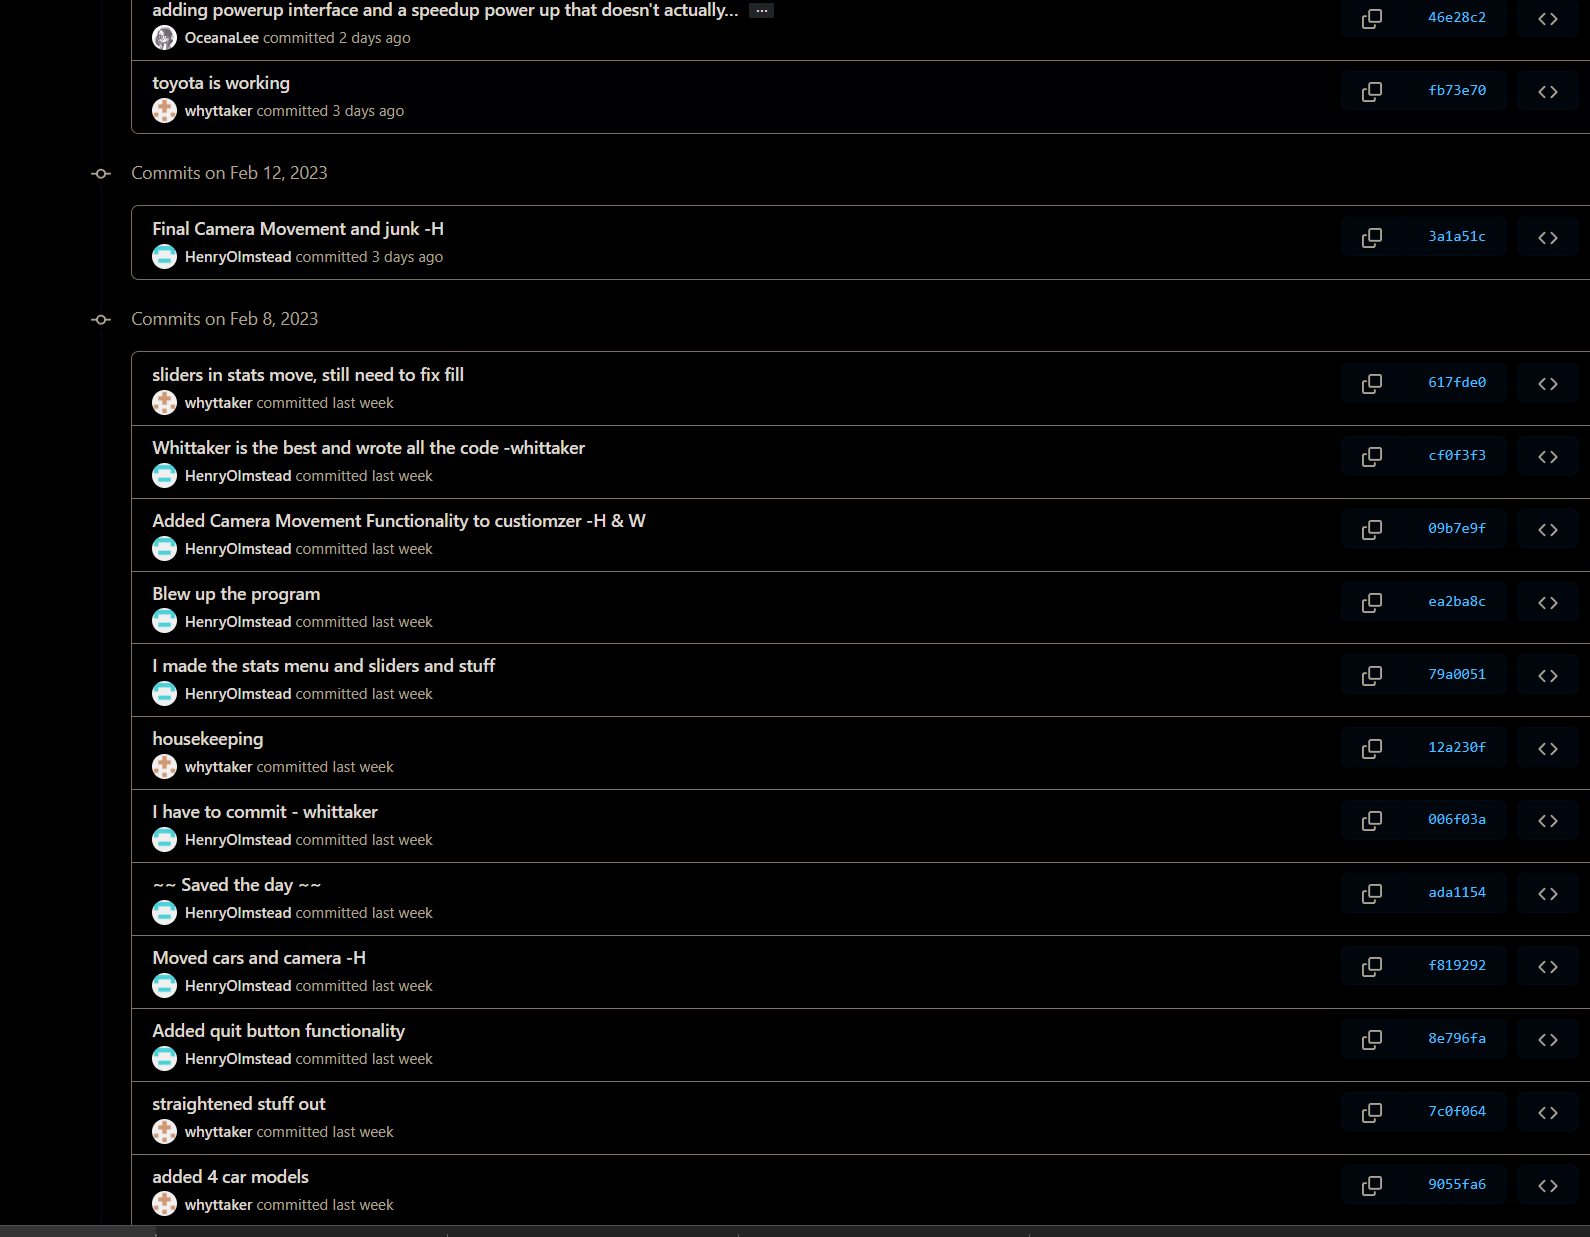 adding powerup interface and a speedup power up that doesn't actually... ...
46e28c2
OceanaLee committed 2 days ago
toyota is working
fb73e70
whyttaker committed 3 days ago
Commits on Feb 12, 2023
Final Camera Movement and junk -H
3a1a51c
HenryOlmstead committed 3 days ago
Commits on Feb 8, 2023
sliders in stats move, still need to fix fill
617fde0
whyttaker committed last week
Whittaker is the best and wrote all the code -whittaker
cf0f3f3
HenryOlmstead committed last week
Added Camera Movement Functionality to custiomzer -H & W
09b7e9f
HenryOlmstead committed last week
Blew up the program
ea2ba8c
HenryOlmstead committed last week
I made the stats menu and sliders and stuff
79a0051
HenryOlmstead committed last week
housekeeping
12a230f
whyttaker committed last week
I have to commit - whittaker
006f03a
HenryOlmstead committed last week
~~ Saved the day ~~
ada1154
HenryOlmstead committed last week
Moved cars and camera -H
f819292
HenryOlmstead committed last week
Added quit button functionality
8e796fa
HenryOlmstead committed last week
straightened stuff out
7c0f064
whyttaker committed last week
added 4 car models
9055fa6
whyttaker committed last week